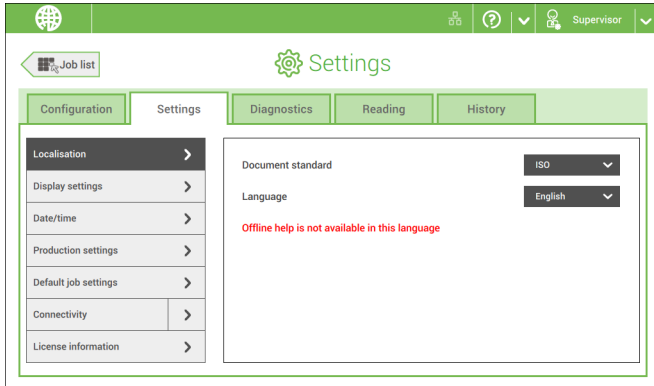 Supervisor
Job list
Settings
Configuration
Settings
Diagnostics
Reading
History
Localisation
Display settings
Date/time
Production settings
Default job settings
Connectivity
License information
Document standard
ISO
Language
English
Offline help is not available in this language